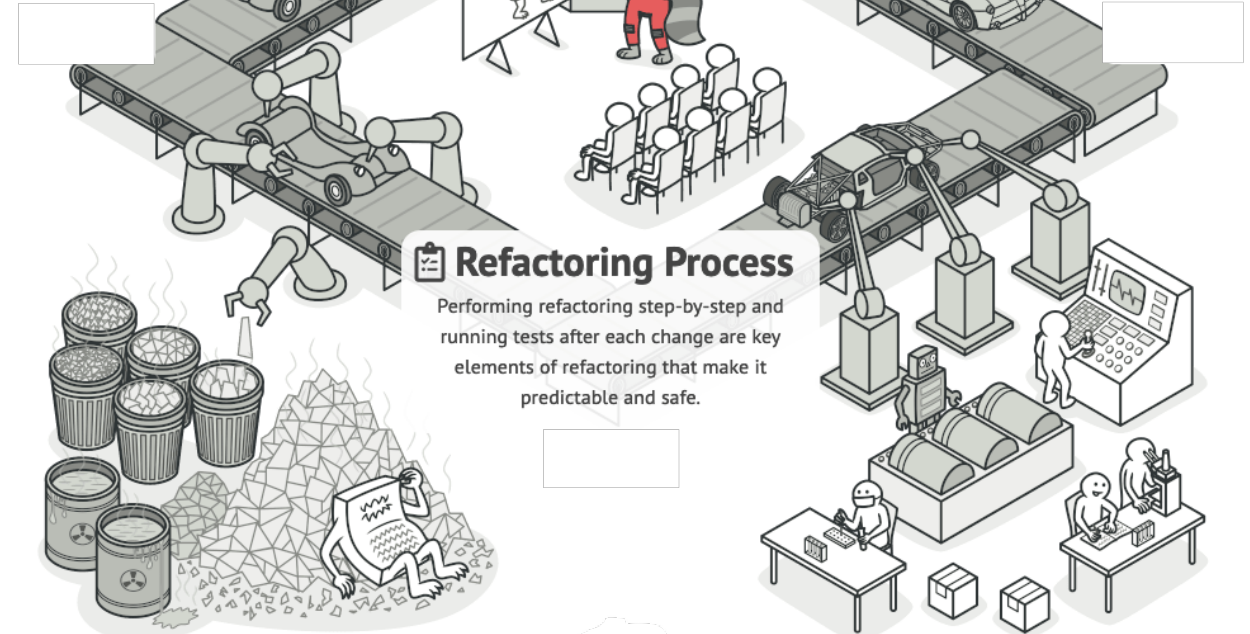 Refactoring Process
Performing refactoring step-by-step and
running tests after each change are key
elements of refactoring that make it
predictable and safe.